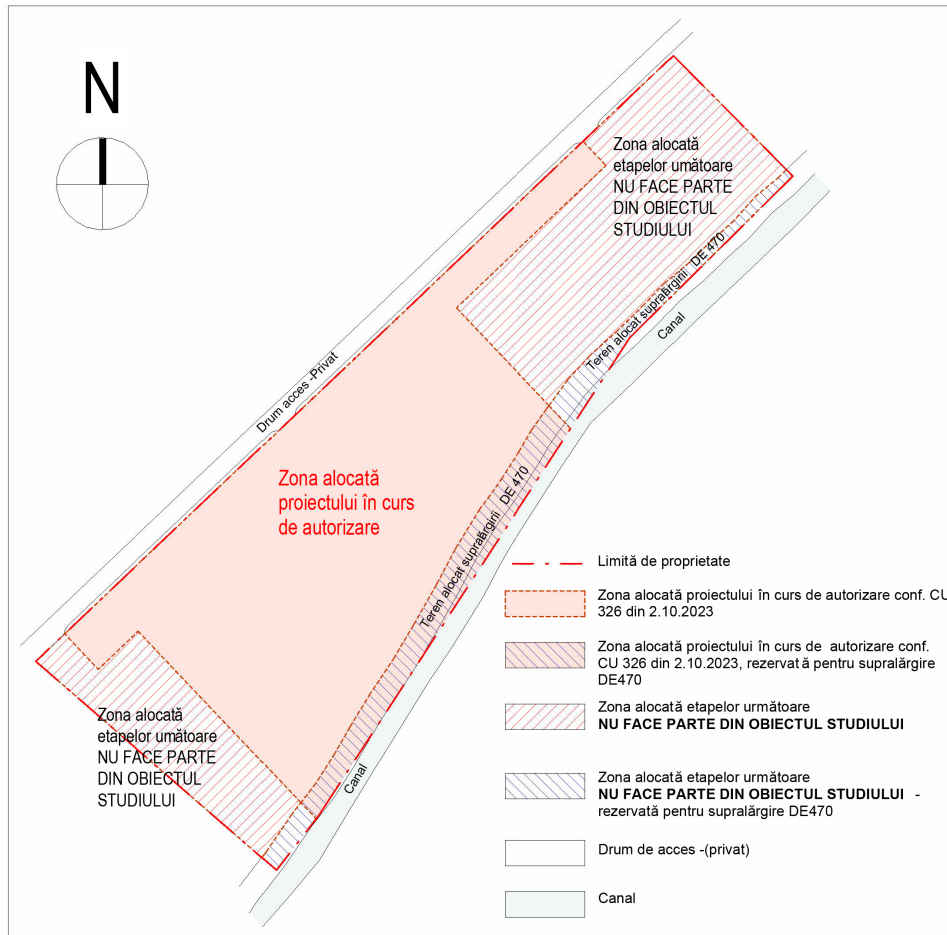 N
Zona alocată
etapelor umătoare
NU FACE PARTE
DIN OBIECTUL
STUDIULUI
Teren alocat supralărgirii DE 470
Canal
Drum acces -Privat
Zona alocată
proiectului în curs
de autorizare
Teren alocat supralărgirii DE 470
Canal
Zona alocată
etapelor umătoare
NU FACE PARTE
DIN OBIECTUL
STUDIULUI
Limită de proprietate
Zona alocată proiectului în curs de autorizare conf. CU
326 din 2.10.2023
Zona alocată proiectului în curs de autorizare conf.
CU 326 din 2.10.2023, rezervată pentru supralărgire
DE470
Zona alocată etapelor următoare
NU FACE PARTE DIN OBIECTUL STUDIULUI
Zona alocată etapelor următoare
NU FACE PARTE DIN OBIECTUL STUDIULUI -
rezervată pentru supralărgire DE470
Drum de acces -(privat)
Canal